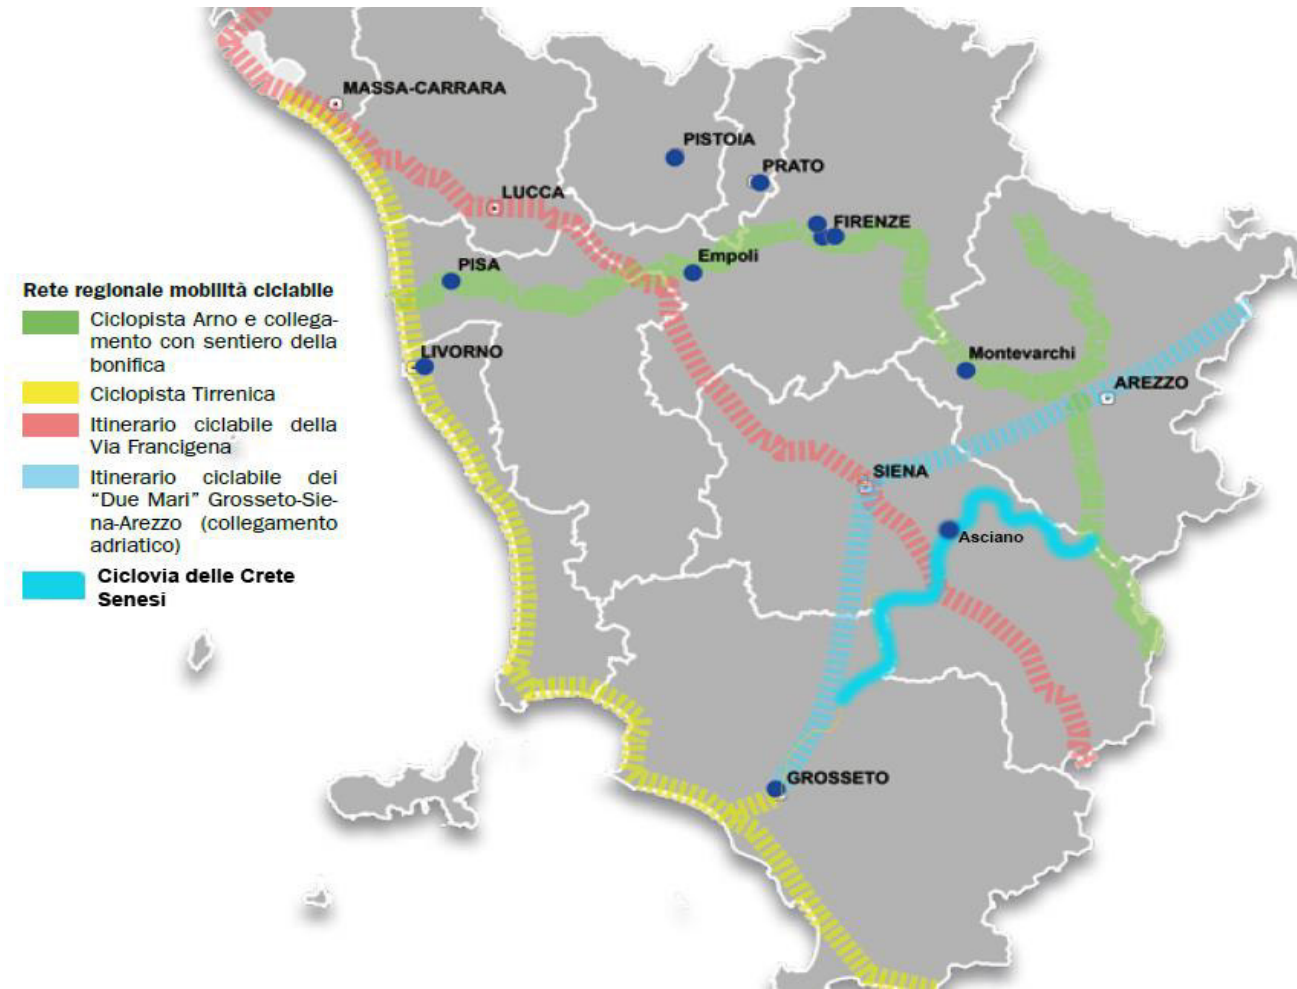 MASSA-CARRARA
PISTOIA
PRATO
LUCCA
FIRENZE
Empoli
PISA
Rete regionale mobilità ciclabile
Ciclopista Arno e collega-
mento con sentiero della
bonifica
LIVORNO
Montevarchi
AREZZO
Ciclopista Tirrenica
Itinerario ciclabile della
Via Francigena
SIENA
Itinerario ciclabile dei
“Due Mari” Grosseto-Sie-
na-Arezzo (collegamento
adriatico)
Asciano
Ciclovia delle Crete
Senesi
GROSSETO